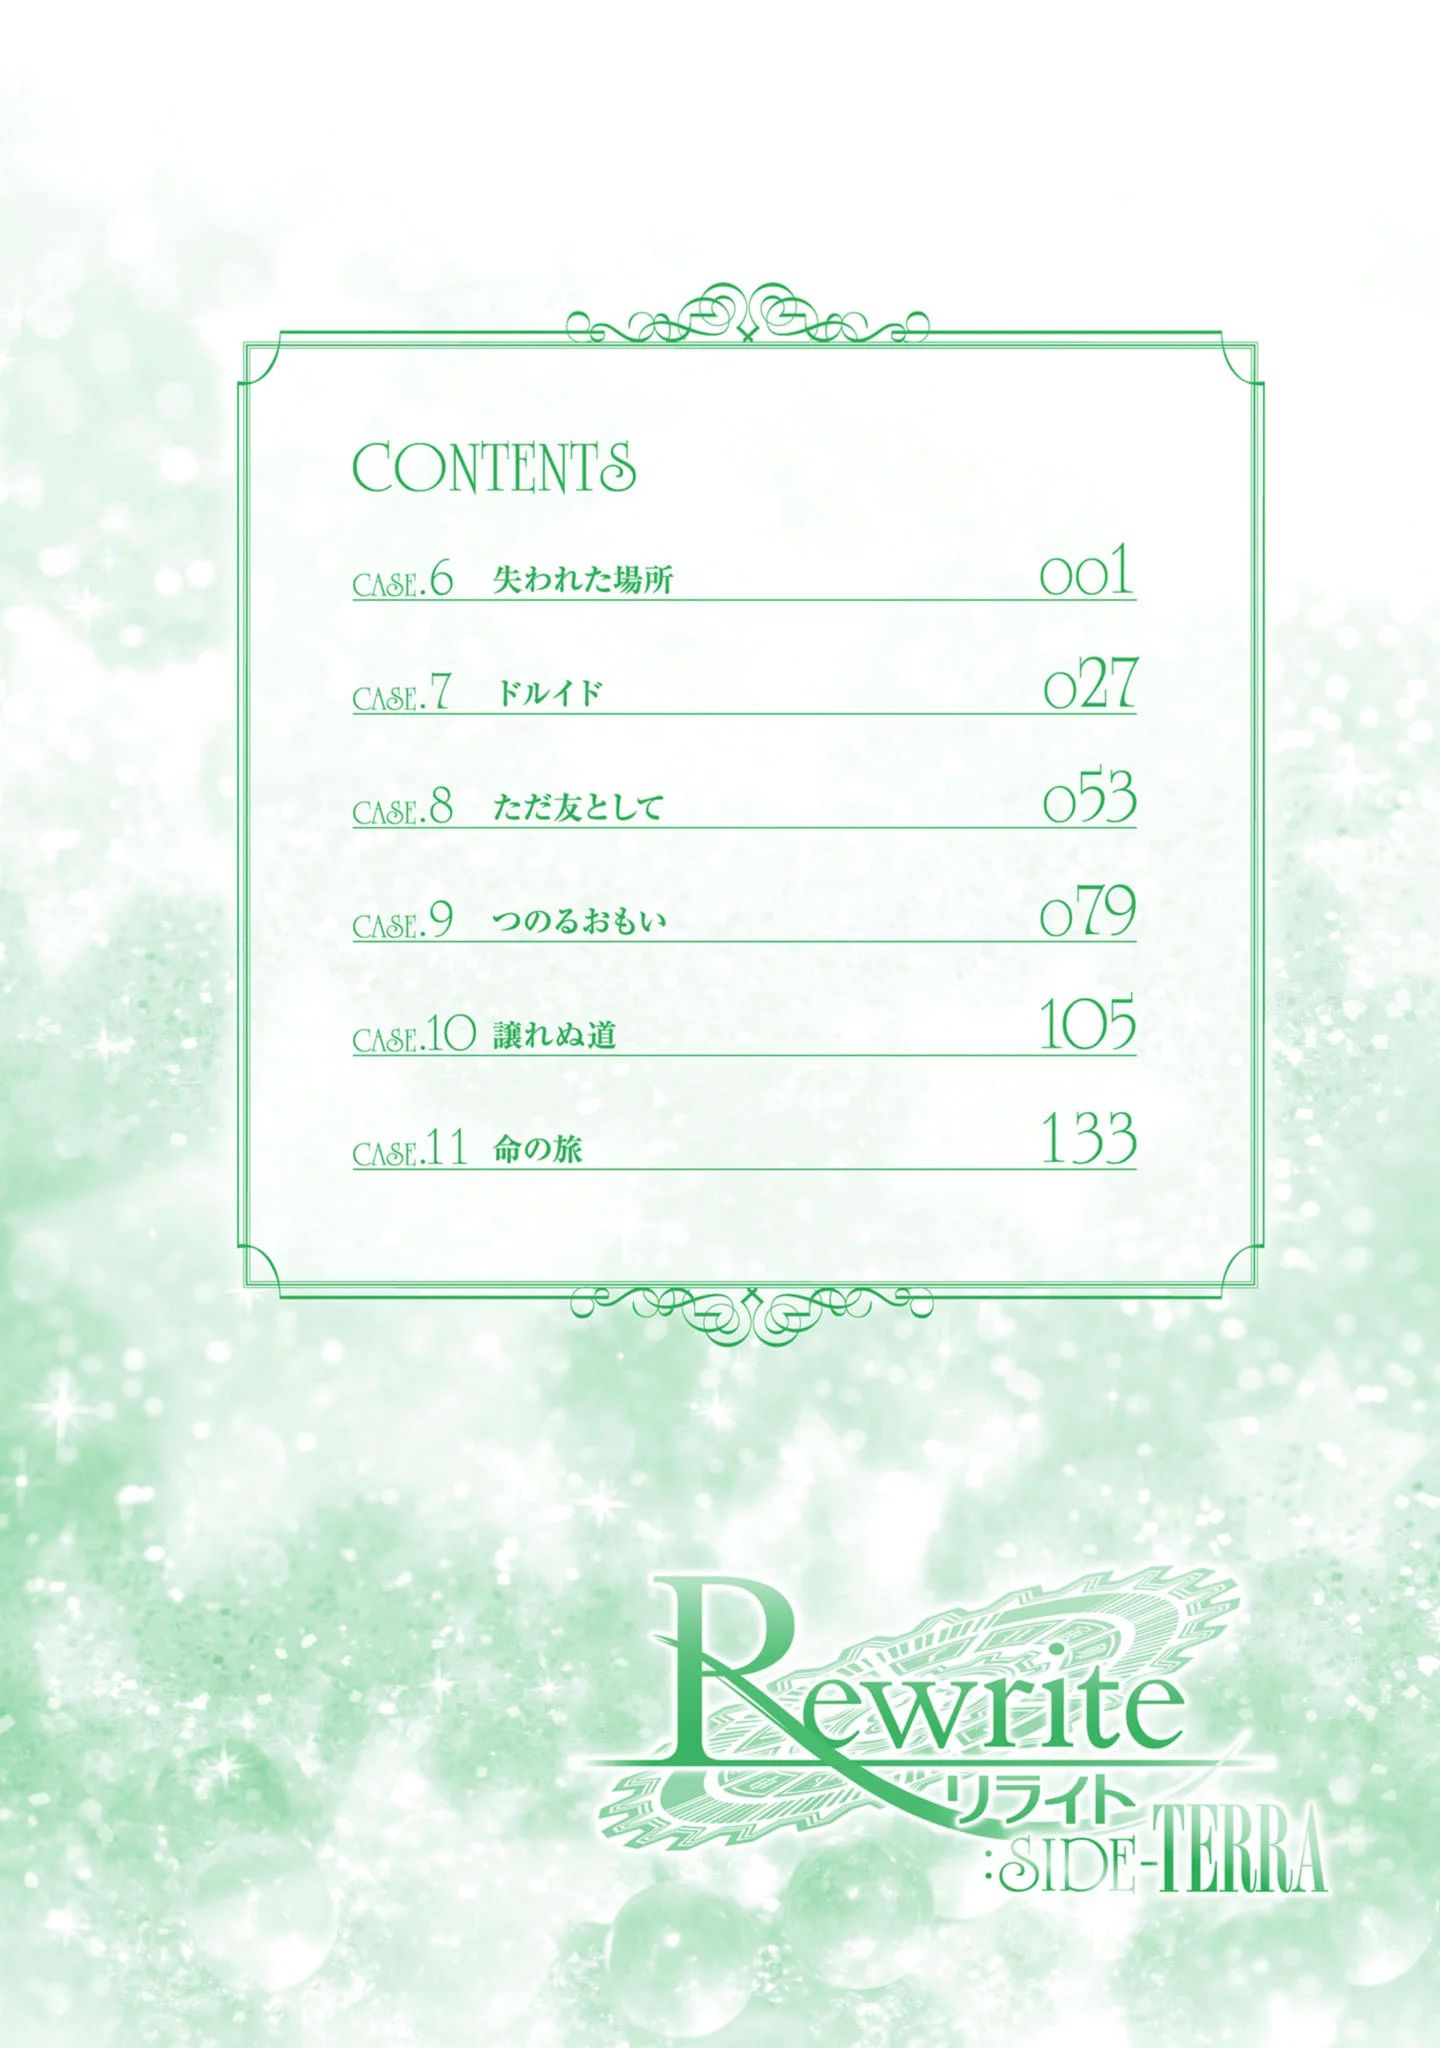 CONTENTS
CASE.6 失われた場所 001
CASE.7 ドルイド 027
CASE.8 ただ友として 053
CASE.9 つのるおもい 079
CASE.10 譲れぬ道 105
CASE.11 命の旅 133
Rewrite
リライト
:SIDE-TERRA